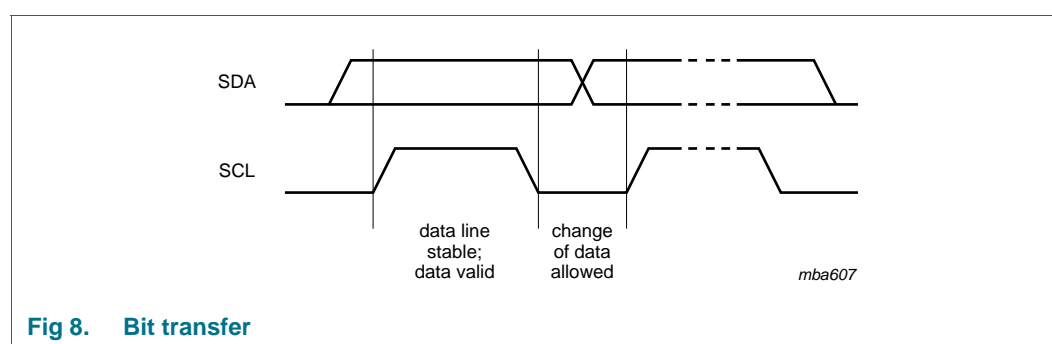 SDA
SCL
data line
stable;
data valid
change
of data
allowed
mba607
Fig 8. Bit transfer